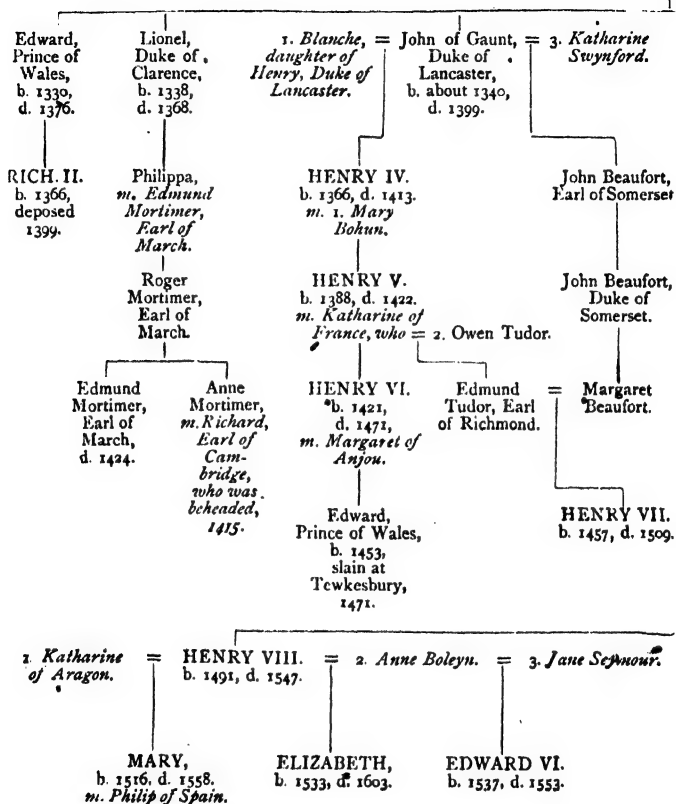 Edward,
Prince of
Wales,
b. 1330,
d. 1376.
Lionel,
Duke of
Clarence,
b. 1338,
d. 1368.
1. Blanche,
daughter of
Henry, Duke of
Lancaster.
=
John of Gaunt,
Duke of
Lancaster,
b. about 1340,
d. 1399.
=
3. Katharine
Swynford.
RICH. II.
b. 1366,
deposed
1399.
Philippa,
m. Edmund
Mortimer,
Earl of
March.
HENRY IV.
b. 1366, d. 1413.
m. 1. Mary
Bohun.
John Beaufort,
Earl of Somerset
Roger
Mortimer,
Earl of
March.
HENRY V.
b. 1388, d. 1422.
m. Katharine of
France, who = 2. Owen Tudor.
John Beaufort,
Duke of
Somerset.
Edmund
Mortimer,
Earl of
March,
d. 1424.
Anne
Mortimer,
m. Richard,
Earl of
Cam-
bridge,
who was
beheaded,
1415.
HENRY VI.
b. 1421,
d. 1471,
m. Margaret of
Anjou.
Edmund
Tudor, Earl
of Richmond.
=
Margaret
Beaufort.
Edward,
Prince of Wales,
b. 1453,
slain at
Tewkesbury,
1471.
HENRY VII.
b. 1457, d. 1509.
1. Katharine
of Aragon.
=
HENRY VIII.
b. 1491, d. 1547.
= 2. Anne Boleyn. = 3. Jane Seymour.
MARY,
b. 1516, d. 1558.
m. Philip of Spain.
ELIZABETH,
b. 1533, d. 1603.
EDWARD VI.
b. 1537, d. 1553.